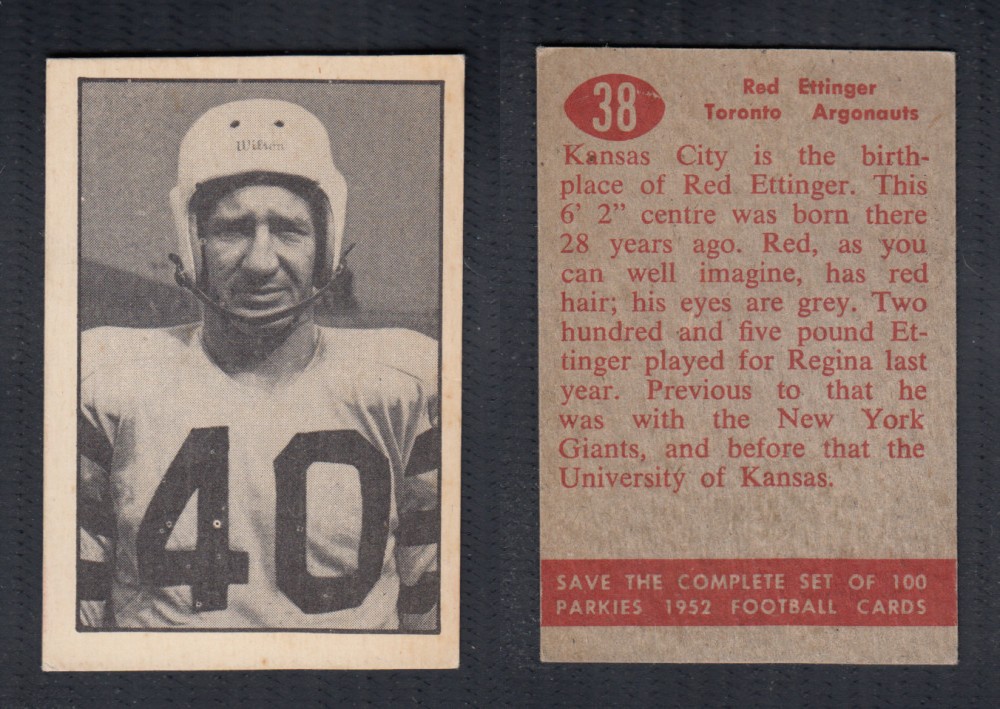 Wilson
40
38
Red Ettinger
Toronto Argonauts
Kansas City is the birth-
place of Red Ettinger. This
6' 2" centre was born there
28 years ago. Red, as you
can well imagine, has red
hair; his eyes are grey. Two
hundred and five pound Et-
tinger played for Regina last
year. Previous to that he
was with the New York
Giants, and before that the
University of Kansas.
SAVE THE COMPLETE SET OF 100
PARKIES 1952 FOOTBALL CARDS